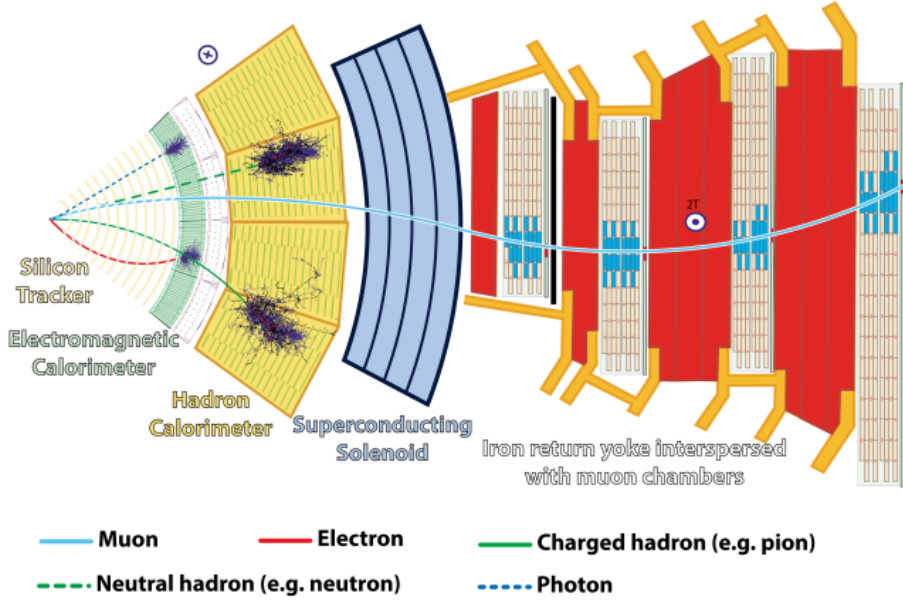 2T
Silicon
Tracker
Electromagnetic
Calorimeter
Hadron
Calorimeter
Superconducting
Solenoid
Iron return yoke interspersed
with muon chambers
Muon
Electron
Charged hadron (e.g. pion)
Neutral hadron (e.g. neutron)
Photon